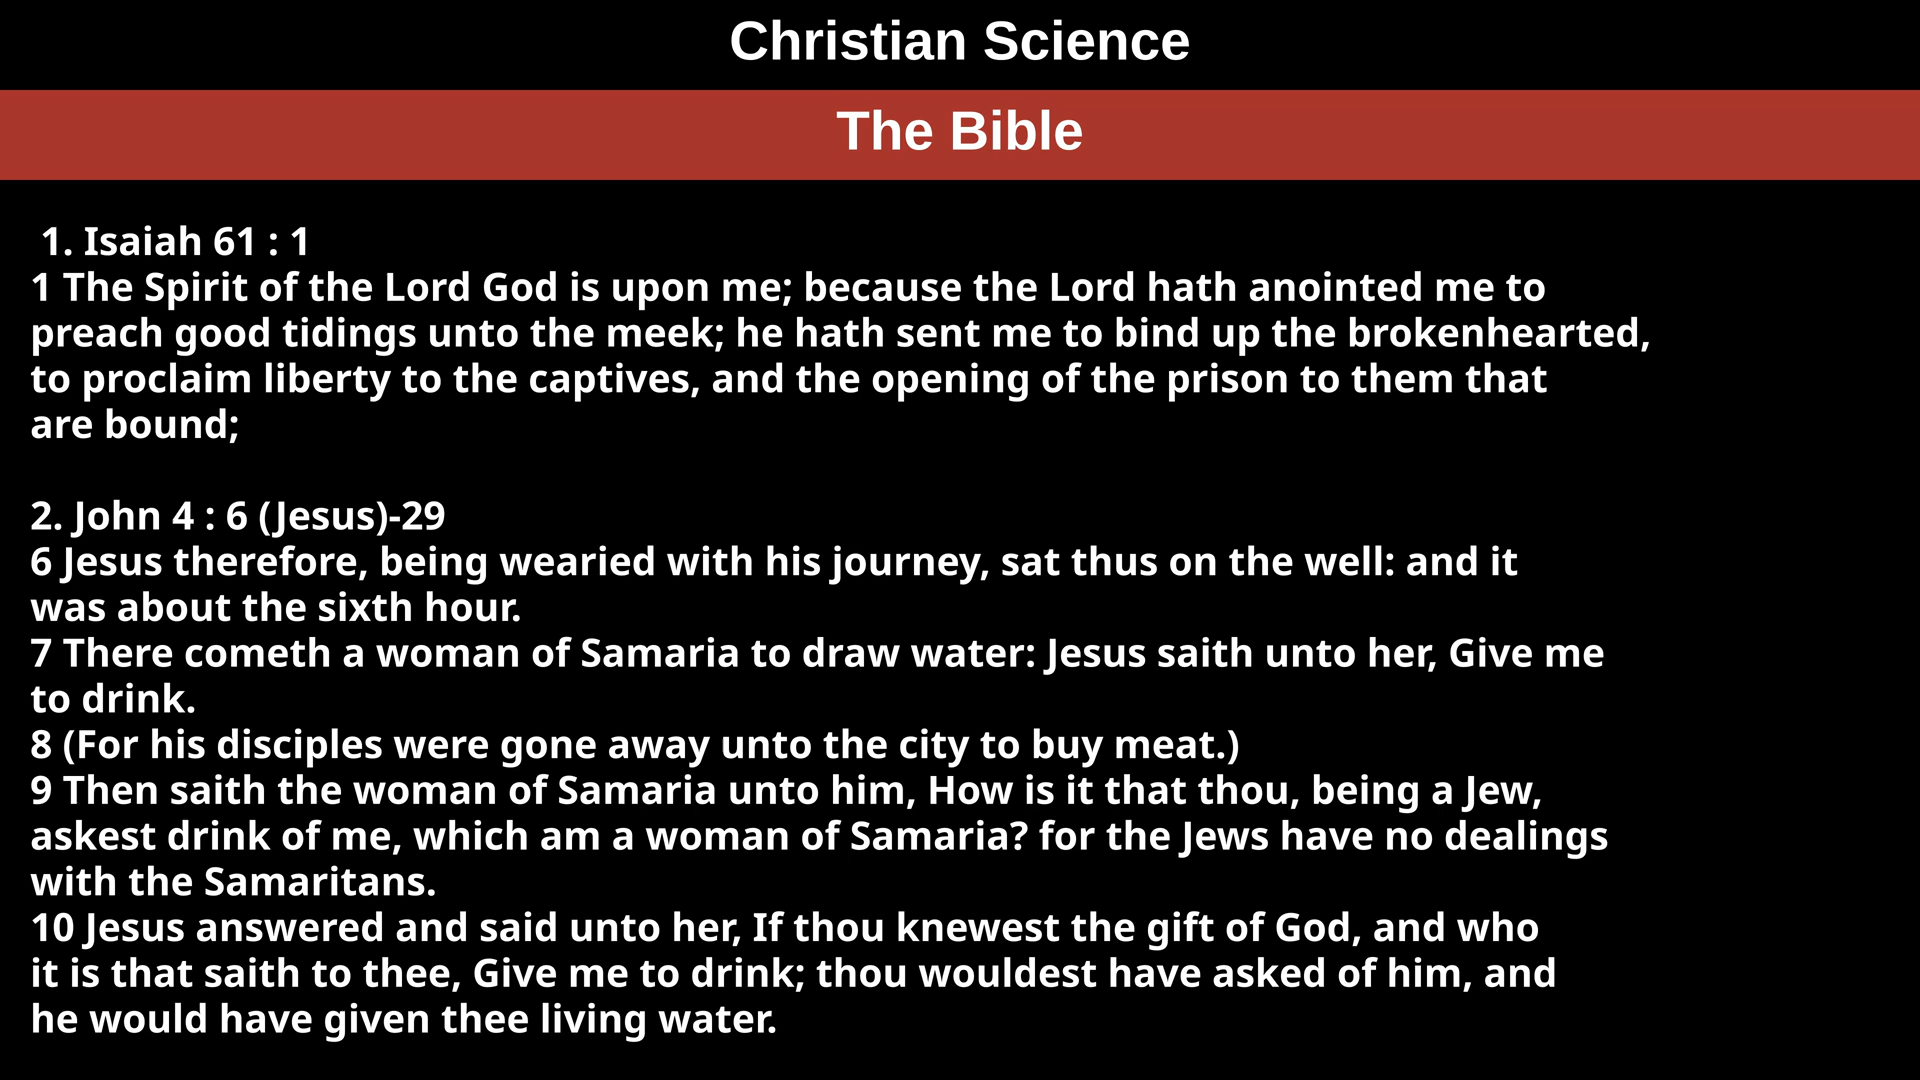 Christian Science
The Bible
1. Isaiah 61 : 1
1 The Spirit of the Lord God is upon me; because the Lord hath anointed me to
preach good tidings unto the meek; he hath sent me to bind up the brokenhearted,
to proclaim liberty to the captives, and the opening of the prison to them that
are bound;
2. John 4 : 6 (Jesus)-29
6 Jesus therefore, being wearied with his journey, sat thus on the well: and it
was about the sixth hour.
7 There cometh a woman of Samaria to draw water: Jesus saith unto her, Give me
to drink.
8 (For his disciples were gone away unto the city to buy meat.)
9 Then saith the woman of Samaria unto him, How is it that thou, being a Jew,
askest drink of me, which am a woman of Samaria? for the Jews have no dealings
with the Samaritans.
10 Jesus answered and said unto her, If thou knewest the gift of God, and who
it is that saith to thee, Give me to drink; thou wouldest have asked of him, and
he would have given thee living water.